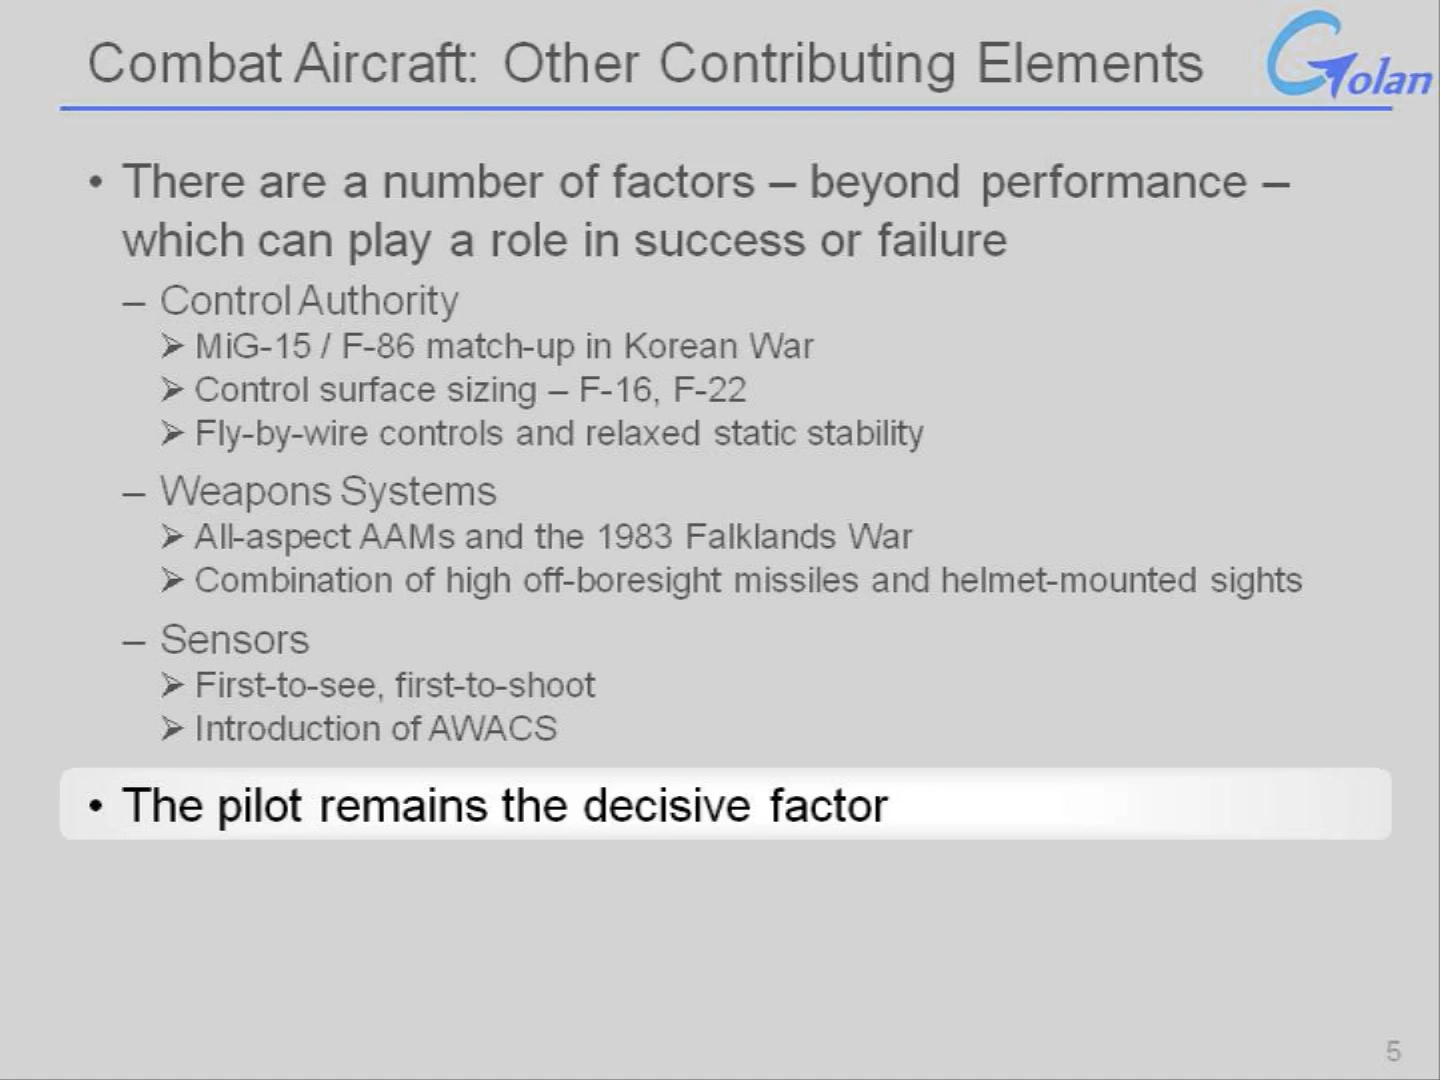 Combat Aircraft: Other Contributing Elements
Golan
• There are a number of factors – beyond performance –
which can play a role in success or failure
– Control Authority
➢ MiG-15 / F-86 match-up in Korean War
➢ Control surface sizing – F-16, F-22
➢ Fly-by-wire controls and relaxed static stability
– Weapons Systems
➢ All-aspect AAMs and the 1983 Falklands War
➢ Combination of high off-boresight missiles and helmet-mounted sights
– Sensors
➢ First-to-see, first-to-shoot
➢ Introduction of AWACS
• The pilot remains the decisive factor
5